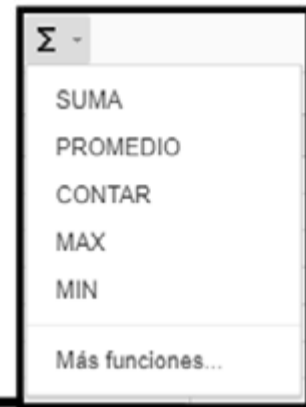 Σ
SUMA
PROMEDIO
CONTAR
MAX
MIN
Más funciones...